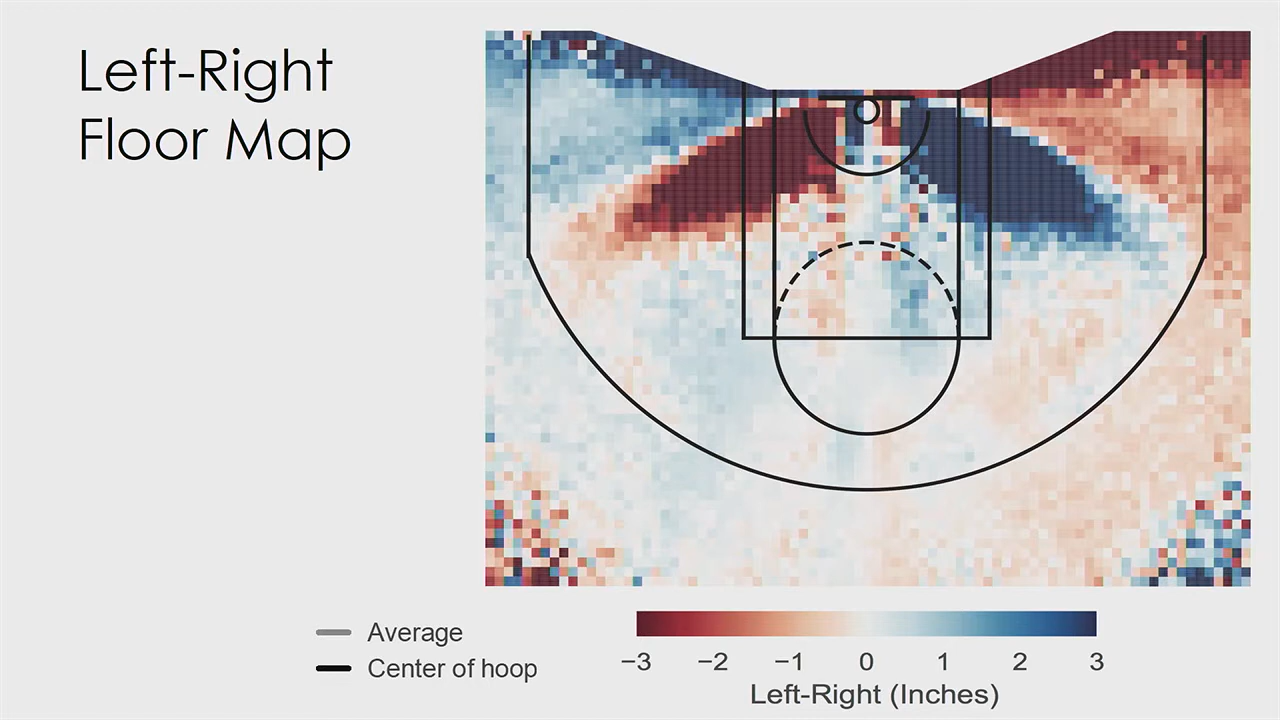 Left-Right
Floor Map
Average
Center of hoop
−3 −2 −1 0 1 2 3
Left-Right (Inches)